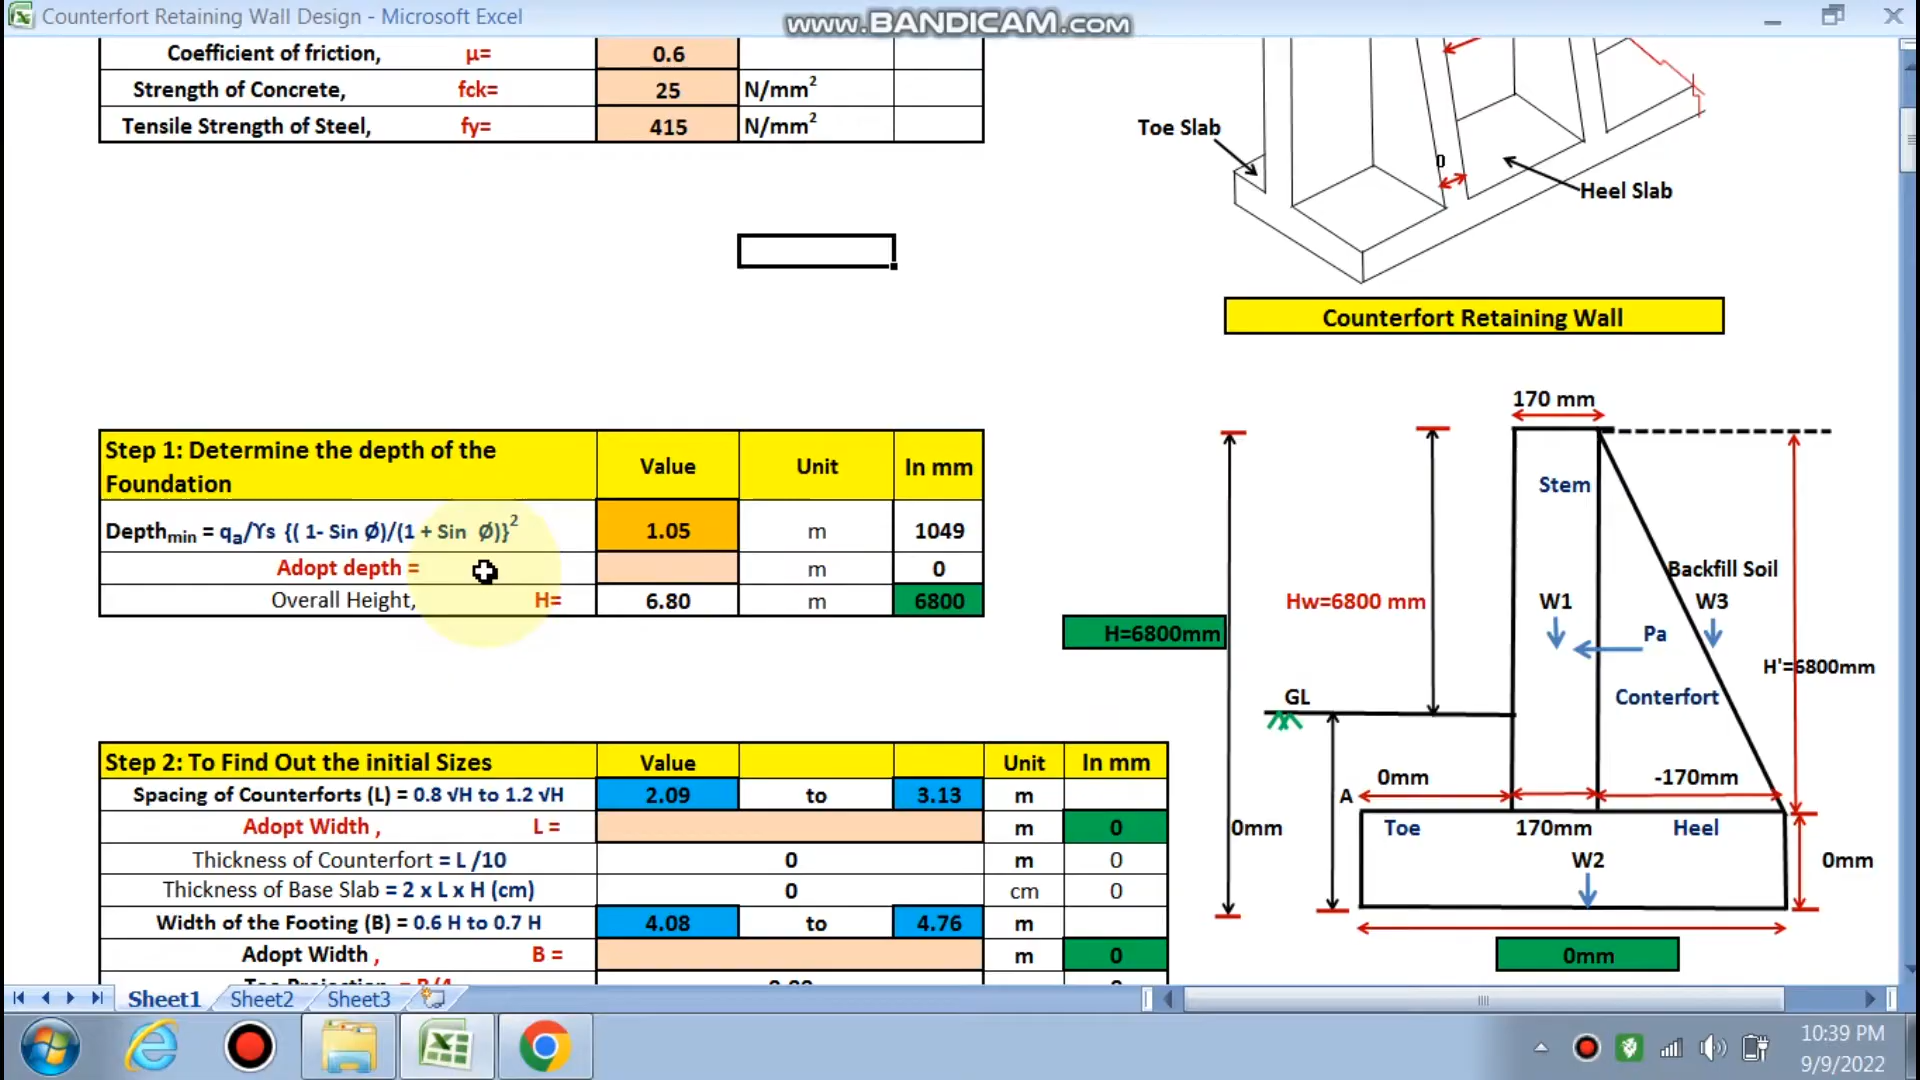 Counterfort Retaining Wall Design - Microsoft Excel
www.BANDICAM.com
Coefficient of friction, μ= 0.6
Strength of Concrete, fck= 25 N/mm²
Tensile Strength of Steel, fy= 415 N/mm²
Toe Slab
0
Heel Slab
Counterfort Retaining Wall
Step 1: Determine the depth of the Foundation Value Unit In mm
Depthmin = qa/ϒs {( 1- Sin Ø)/(1 + Sin Ø)}² 1.05 m 1049
Adopt depth = m 0
Overall Height, H= 6.80 m 6800
170 mm
Stem
Backfill Soil
Hw=6800 mm
W1
W3
H=6800mm
Pa
H'=6800mm
GL
Conterfort
0mm
-170mm
A
0mm
Toe
170mm
Heel
W2
0mm
0mm
Step 2: To Find Out the initial Sizes Value Unit In mm
Spacing of Counterforts (L) = 0.8 √H to 1.2 √H 2.09 to 3.13 m
Adopt Width , L = m 0
Thickness of Counterfort = L /10 0 m 0
Thickness of Base Slab = 2 x L x H (cm) 0 cm 0
Width of the Footing (B) = 0.6 H to 0.7 H 4.08 to 4.76 m
Adopt Width , B = m 0
Sheet1 Sheet2 Sheet3
10:39 PM
9/9/2022